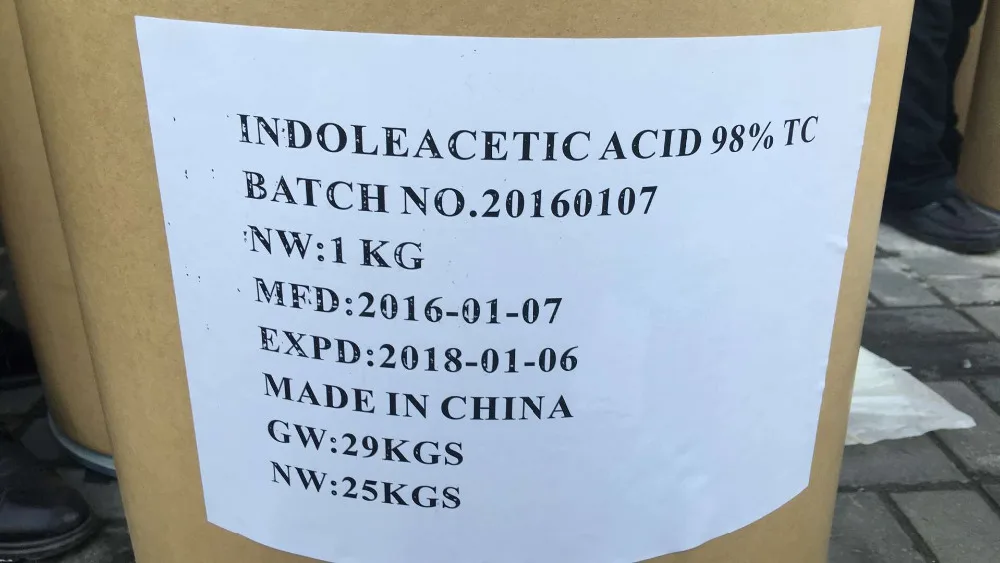 INDOLEACETIC ACID 98% TC
BATCH NO.20160107
NW:1 KG
MFD:2016-01-07
EXPD:2018-01-06
MADE IN CHINA
GW:29KGS
NW:25KGS